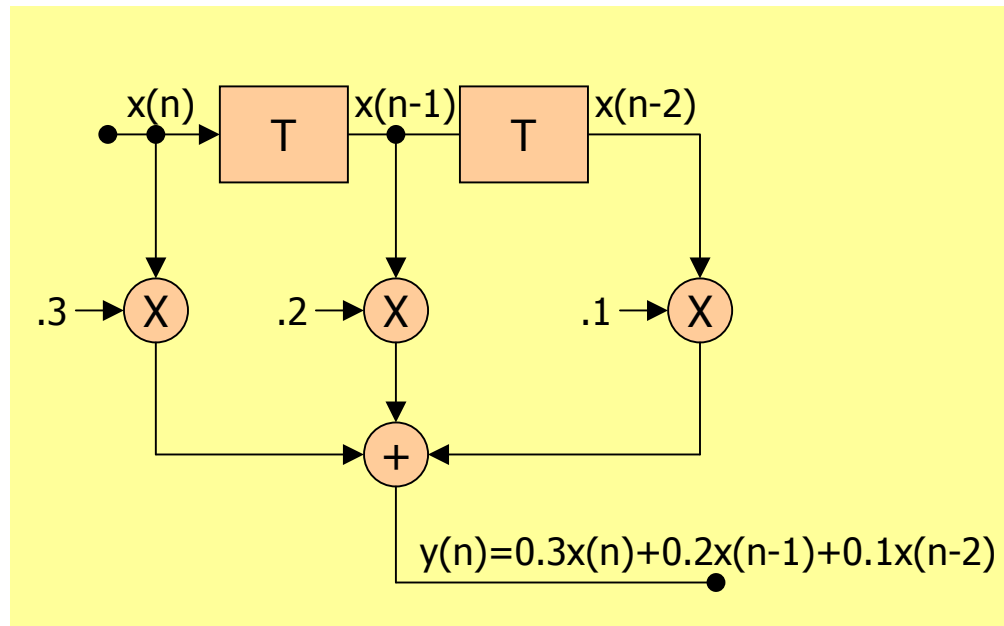 x(n) x(n-1) x(n-2)
T T
.3 X .2 X .1 X
+
y(n)=0.3x(n)+0.2x(n-1)+0.1x(n-2)